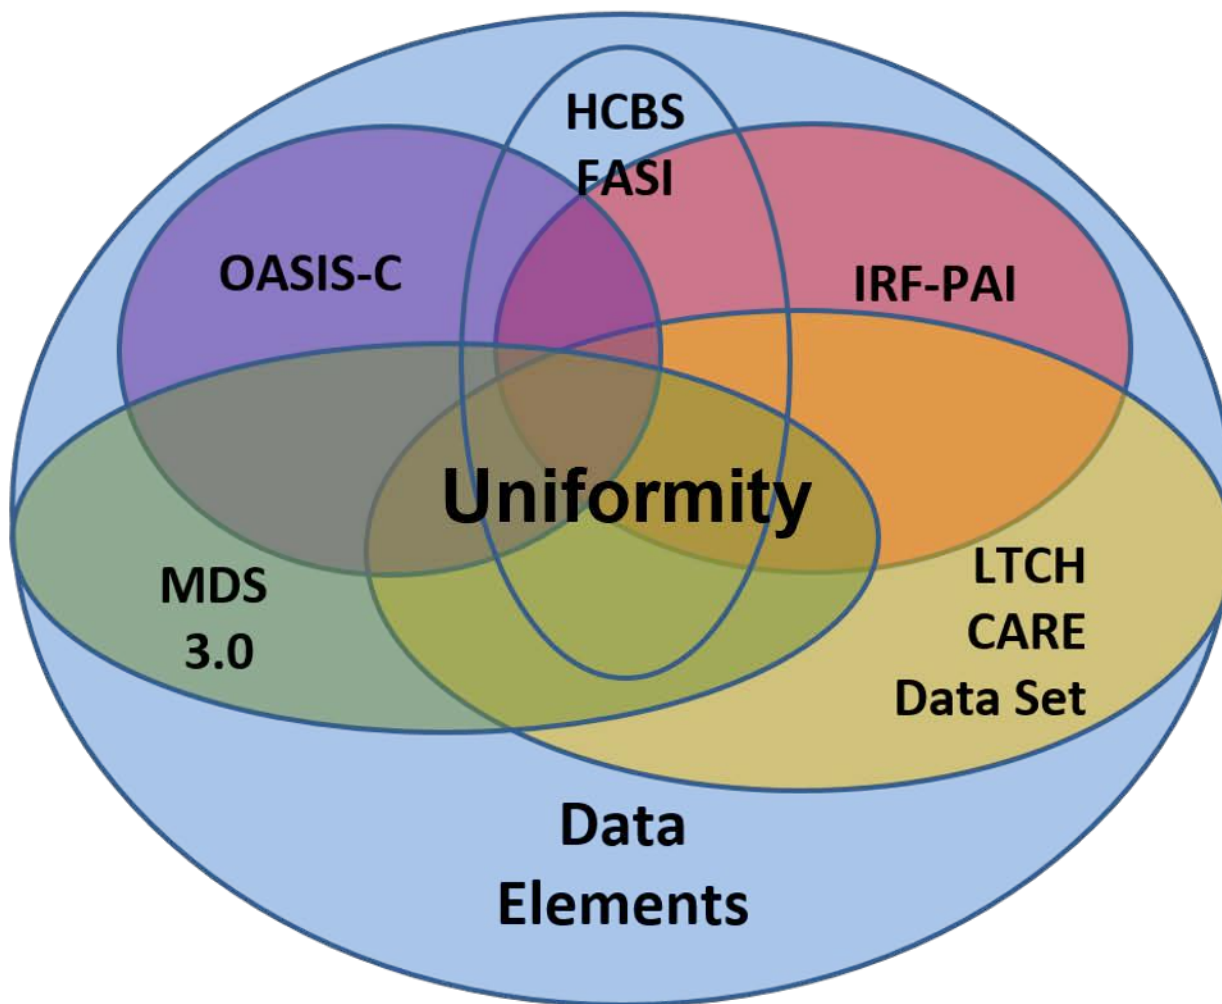 HCBS
FASI
OASIS-C
IRF-PAI
Uniformity
MDS
3.0
LTCH
CARE
Data Set
Data
Elements